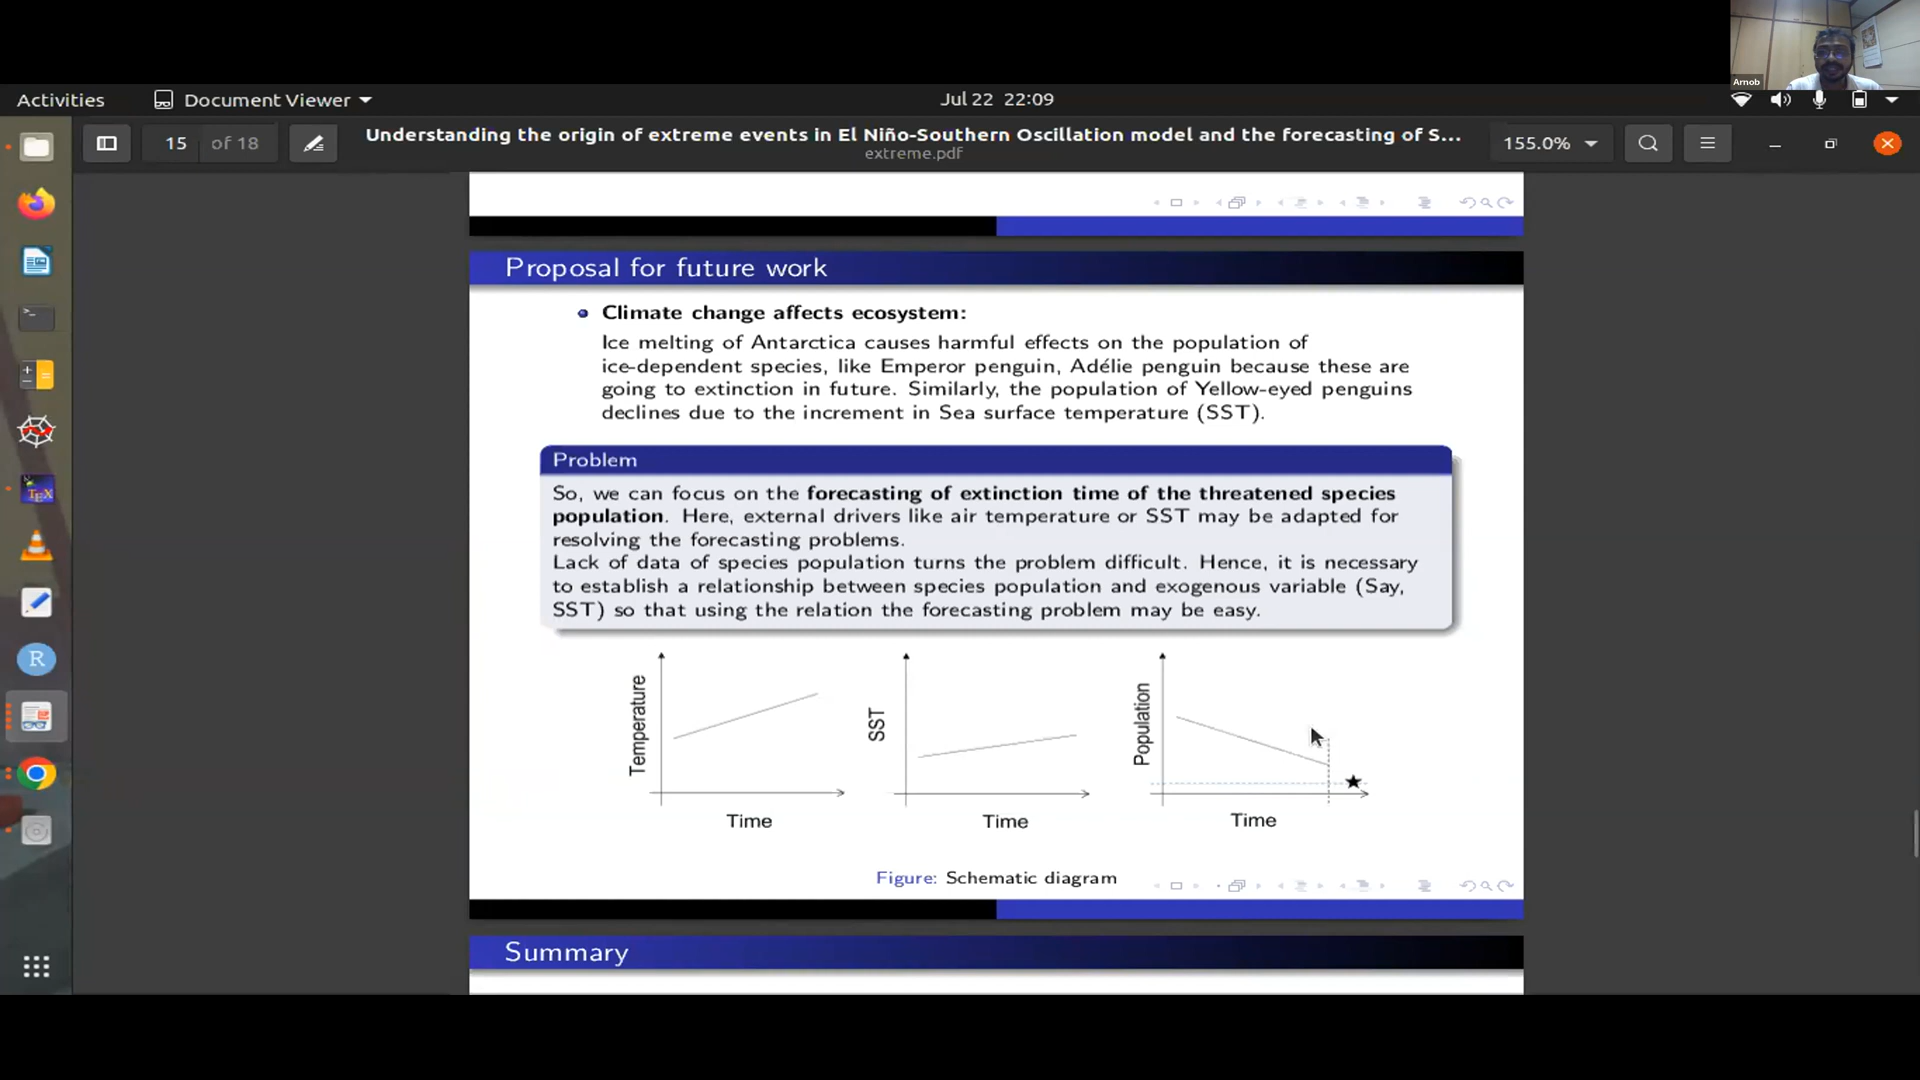 Arnob
Activities
Document Viewer
Jul 22 22:09
15 of 18
Understanding the origin of extreme events in El Niño-Southern Oscillation model and the forecasting of S...
extreme.pdf
155.0%
Proposal for future work
Climate change affects ecosystem:
Ice melting of Antarctica causes harmful effects on the population of
ice-dependent species, like Emperor penguin, Adélie penguin because these are
going to extinction in future. Similarly, the population of Yellow-eyed penguins
declines due to the increment in Sea surface temperature (SST).
Problem
So, we can focus on the forecasting of extinction time of the threatened species
population. Here, external drivers like air temperature or SST may be adapted for
resolving the forecasting problems.
Lack of data of species population turns the problem difficult. Hence, it is necessary
to establish a relationship between species population and exogenous variable (Say,
SST) so that using the relation the forecasting problem may be easy.
Temperature
Time
SST
Time
Population
Time
Figure: Schematic diagram
Summary
TEX
R